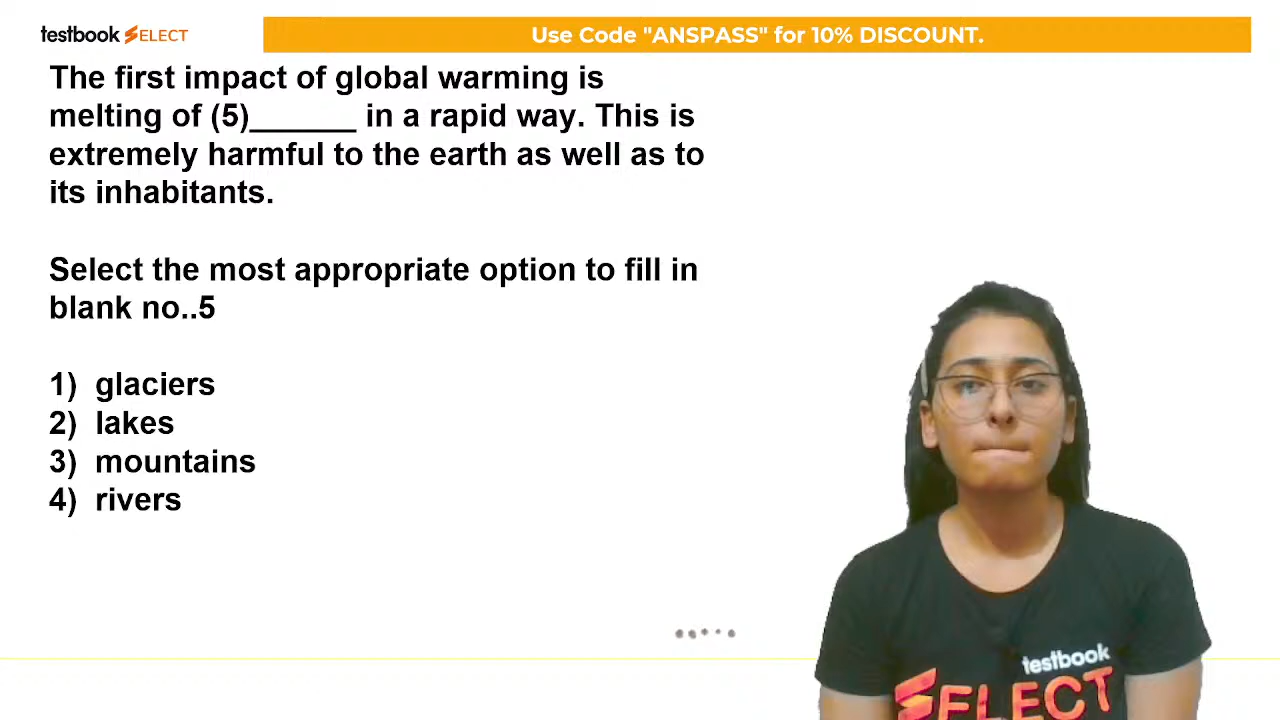 testbook SELECT
Use Code "ANSPASS" for 10% DISCOUNT.
The first impact of global warming is
melting of (5)______ in a rapid way. This is
extremely harmful to the earth as well as to
its inhabitants.
Select the most appropriate option to fill in
blank no..5
1) glaciers
2) lakes
3) mountains
4) rivers
testbook
SELECT